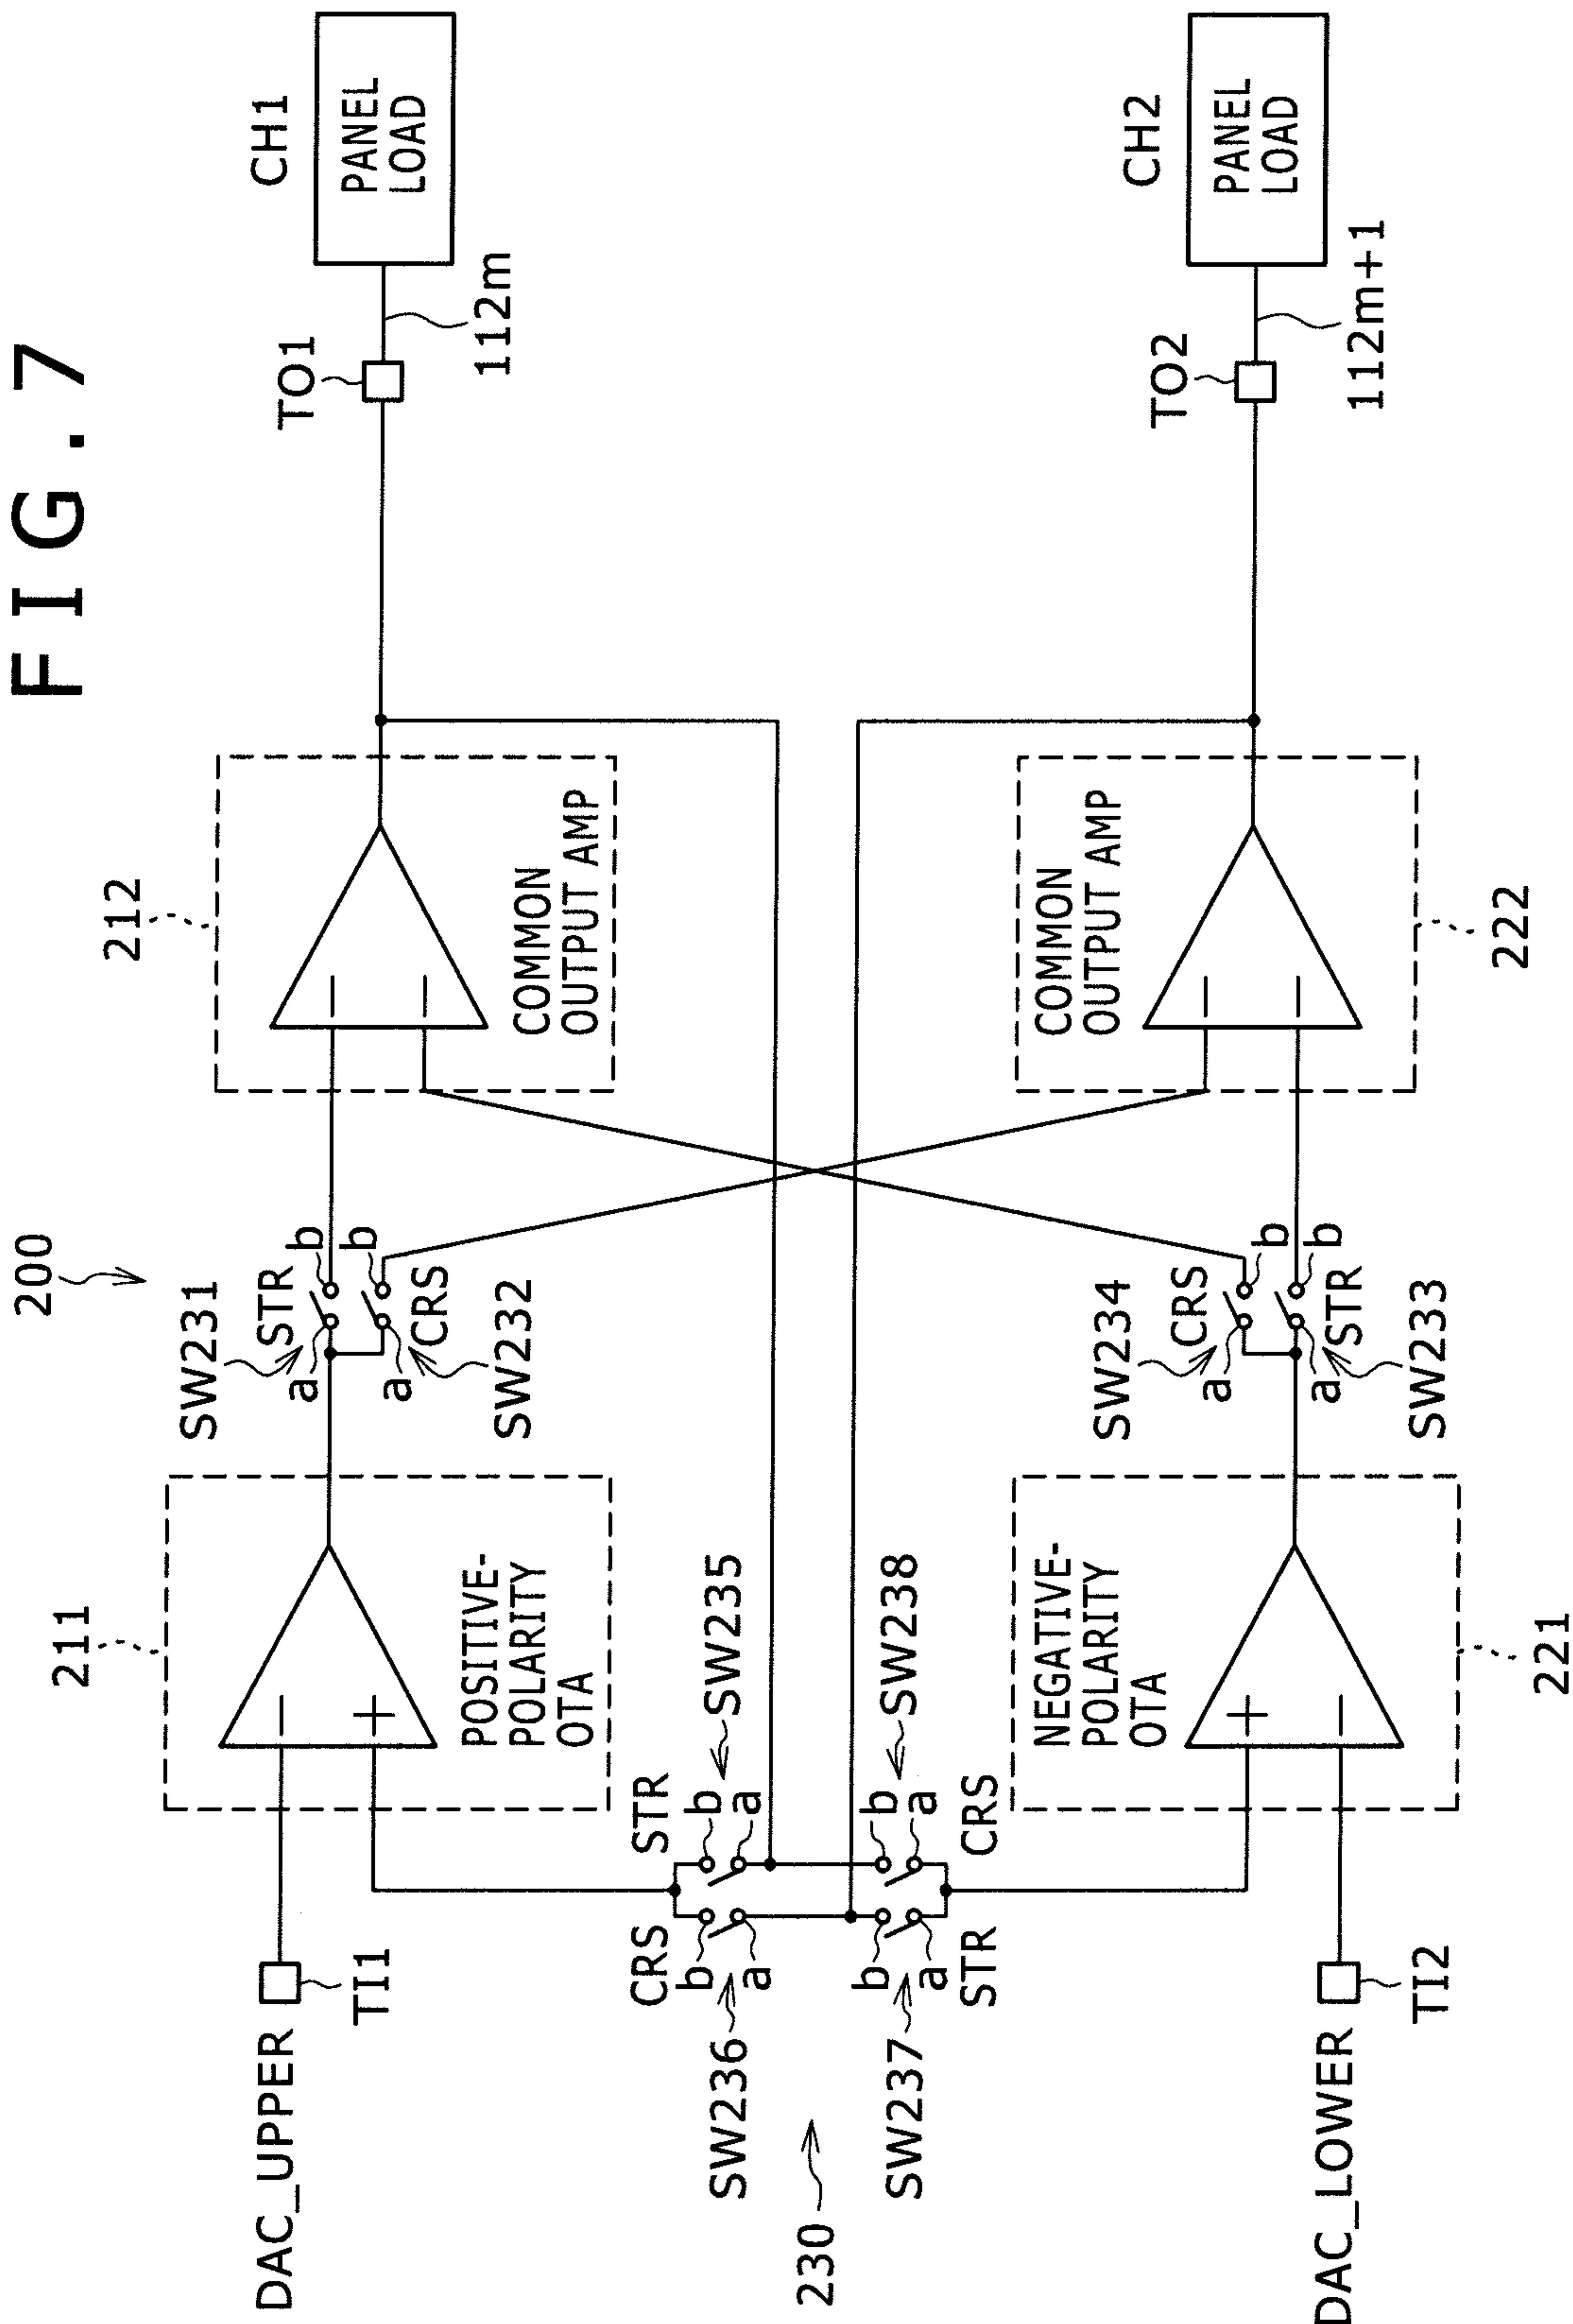 FIG. 7
200
211
212
CH1
PANEL
LOAD
TO1
112m
SW231
STR
a
b
b
a
CRS
SW232
DAC_UPPER
TI1
POSITIVE-
POLARITY
OTA
COMMON
OUTPUT AMP
STR
b
a
SW235
CRS
b
a
SW236
230
SW237
b
a
STR
b
a
SW238
CRS
NEGATIVE-
POLARITY
OTA
COMMON
OUTPUT AMP
SW234
CRS
a
b
b
a
STR
SW233
DAC_LOWER
TI2
221
222
CH2
PANEL
LOAD
TO2
112m+1